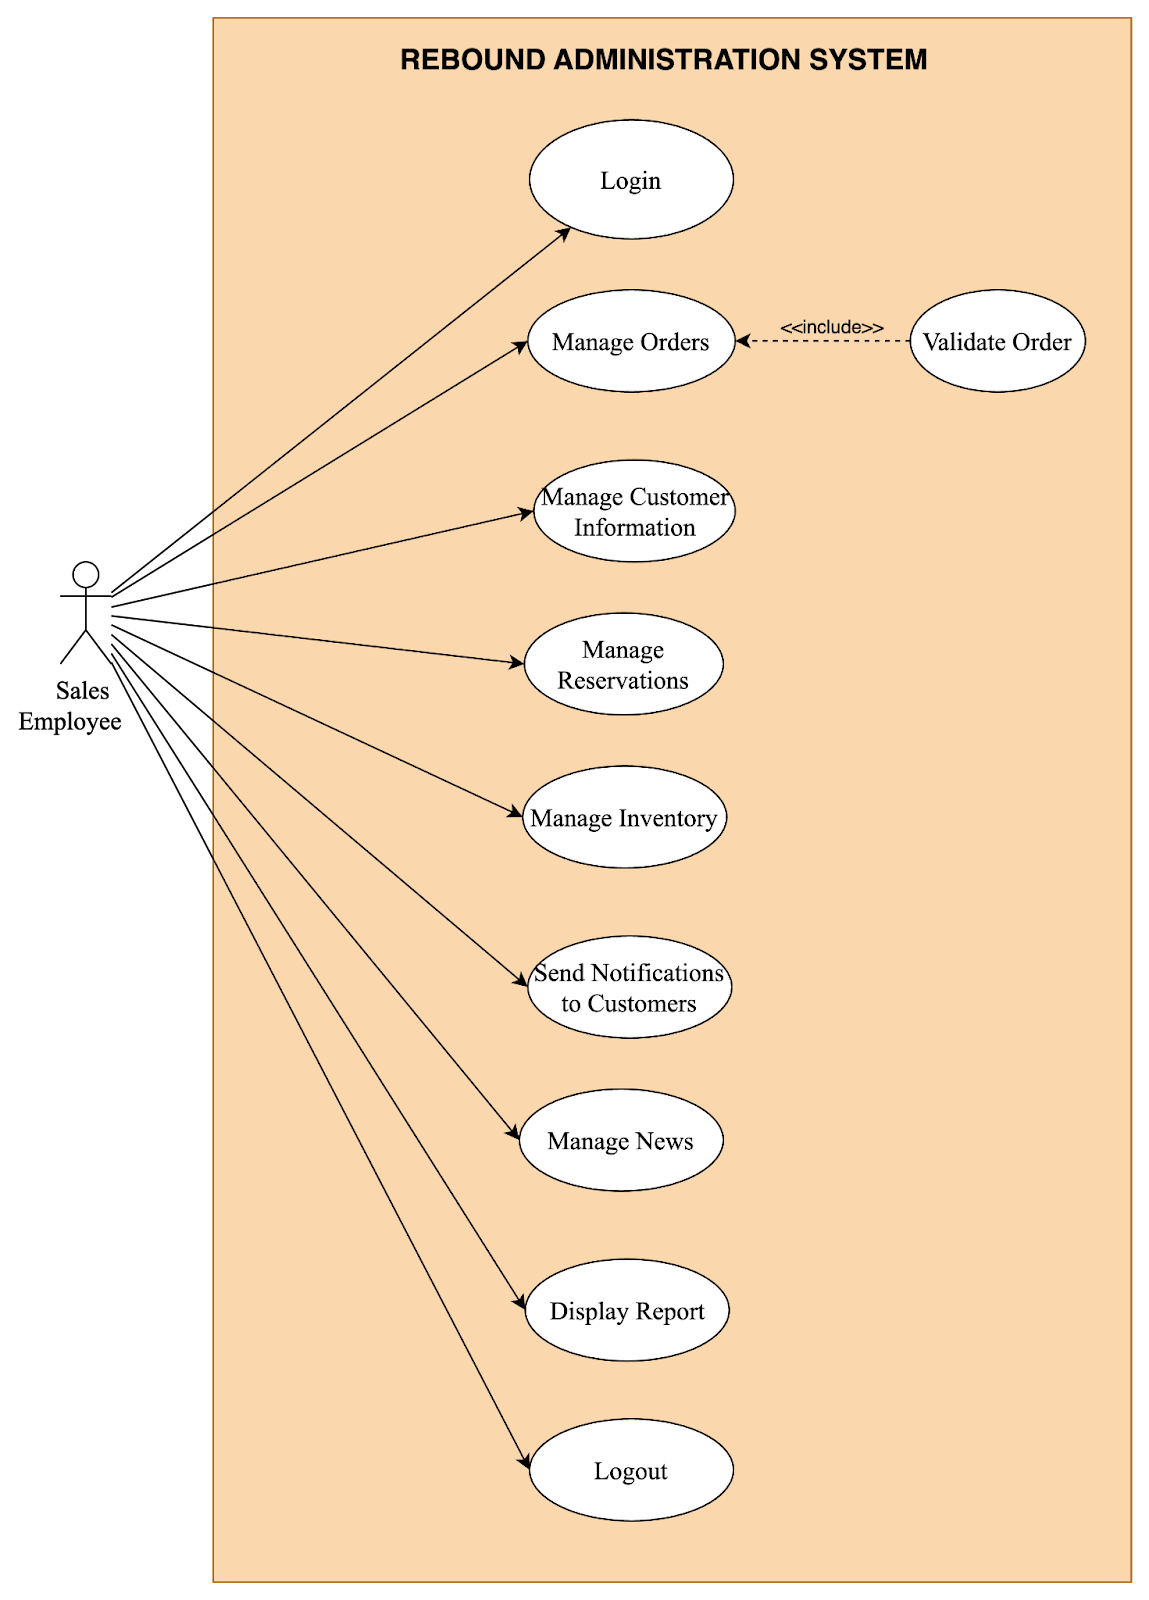 REBOUND ADMINISTRATION SYSTEM
Login
Manage Orders
<<include>>
Validate Order
Manage Customer
Information
Sales
Employee
Manage
Reservations
Manage Inventory
Send Notifications
to Customers
Manage News
Display Report
Logout